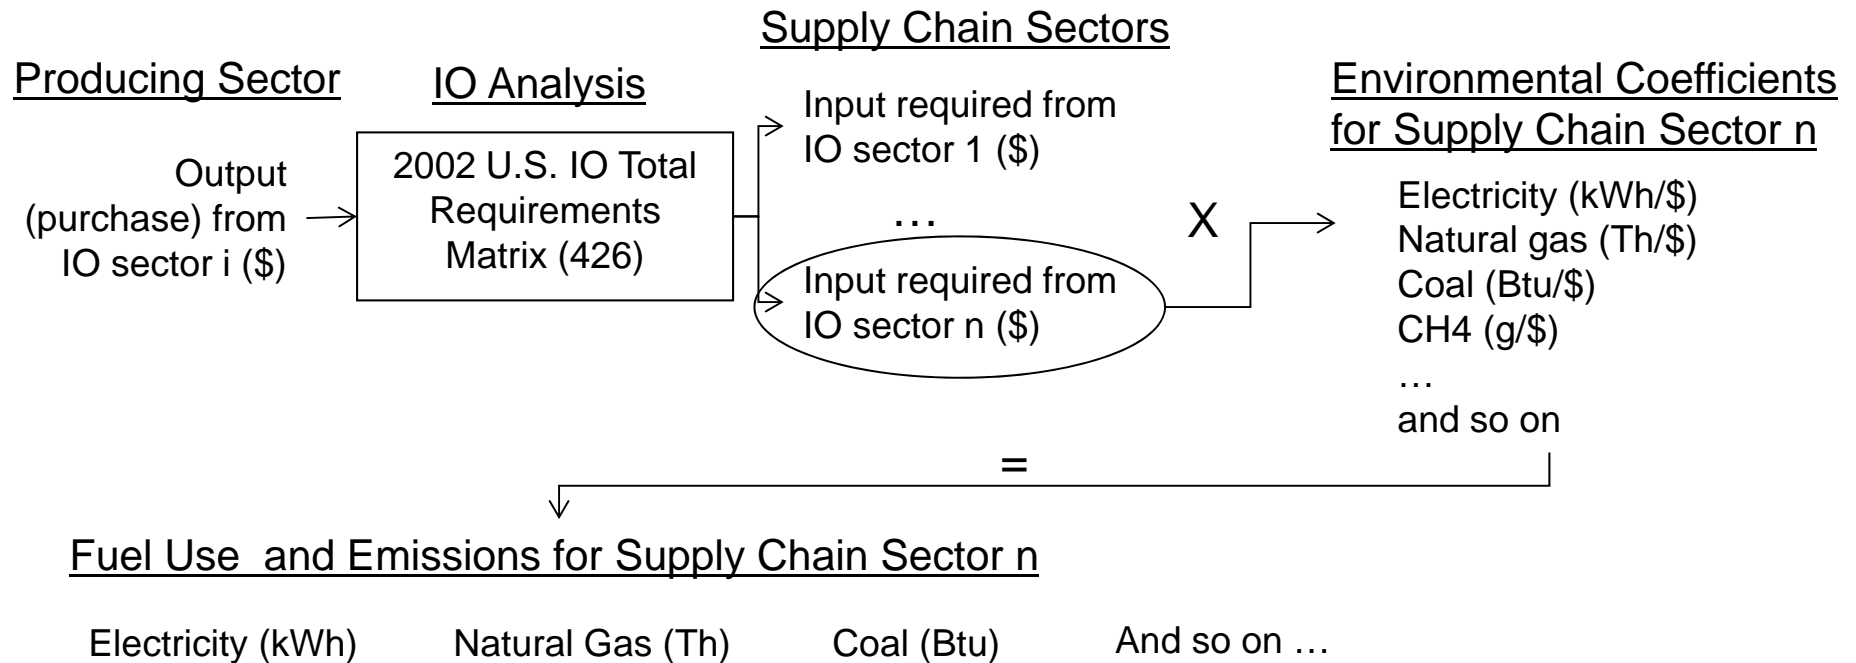 Supply Chain Sectors
Producing Sector
IO Analysis
Environmental Coefficients
for Supply Chain Sector n
Output
(purchase) from
IO sector i ($)
2002 U.S. IO Total
Requirements
Matrix (426)
Input required from
IO sector 1 ($)
…
Input required from
IO sector n ($)
X
Electricity (kWh/$)
Natural gas (Th/$)
Coal (Btu/$)
CH4 (g/$)
…
and so on
=
Fuel Use and Emissions for Supply Chain Sector n
Electricity (kWh)
Natural Gas (Th)
Coal (Btu)
And so on …